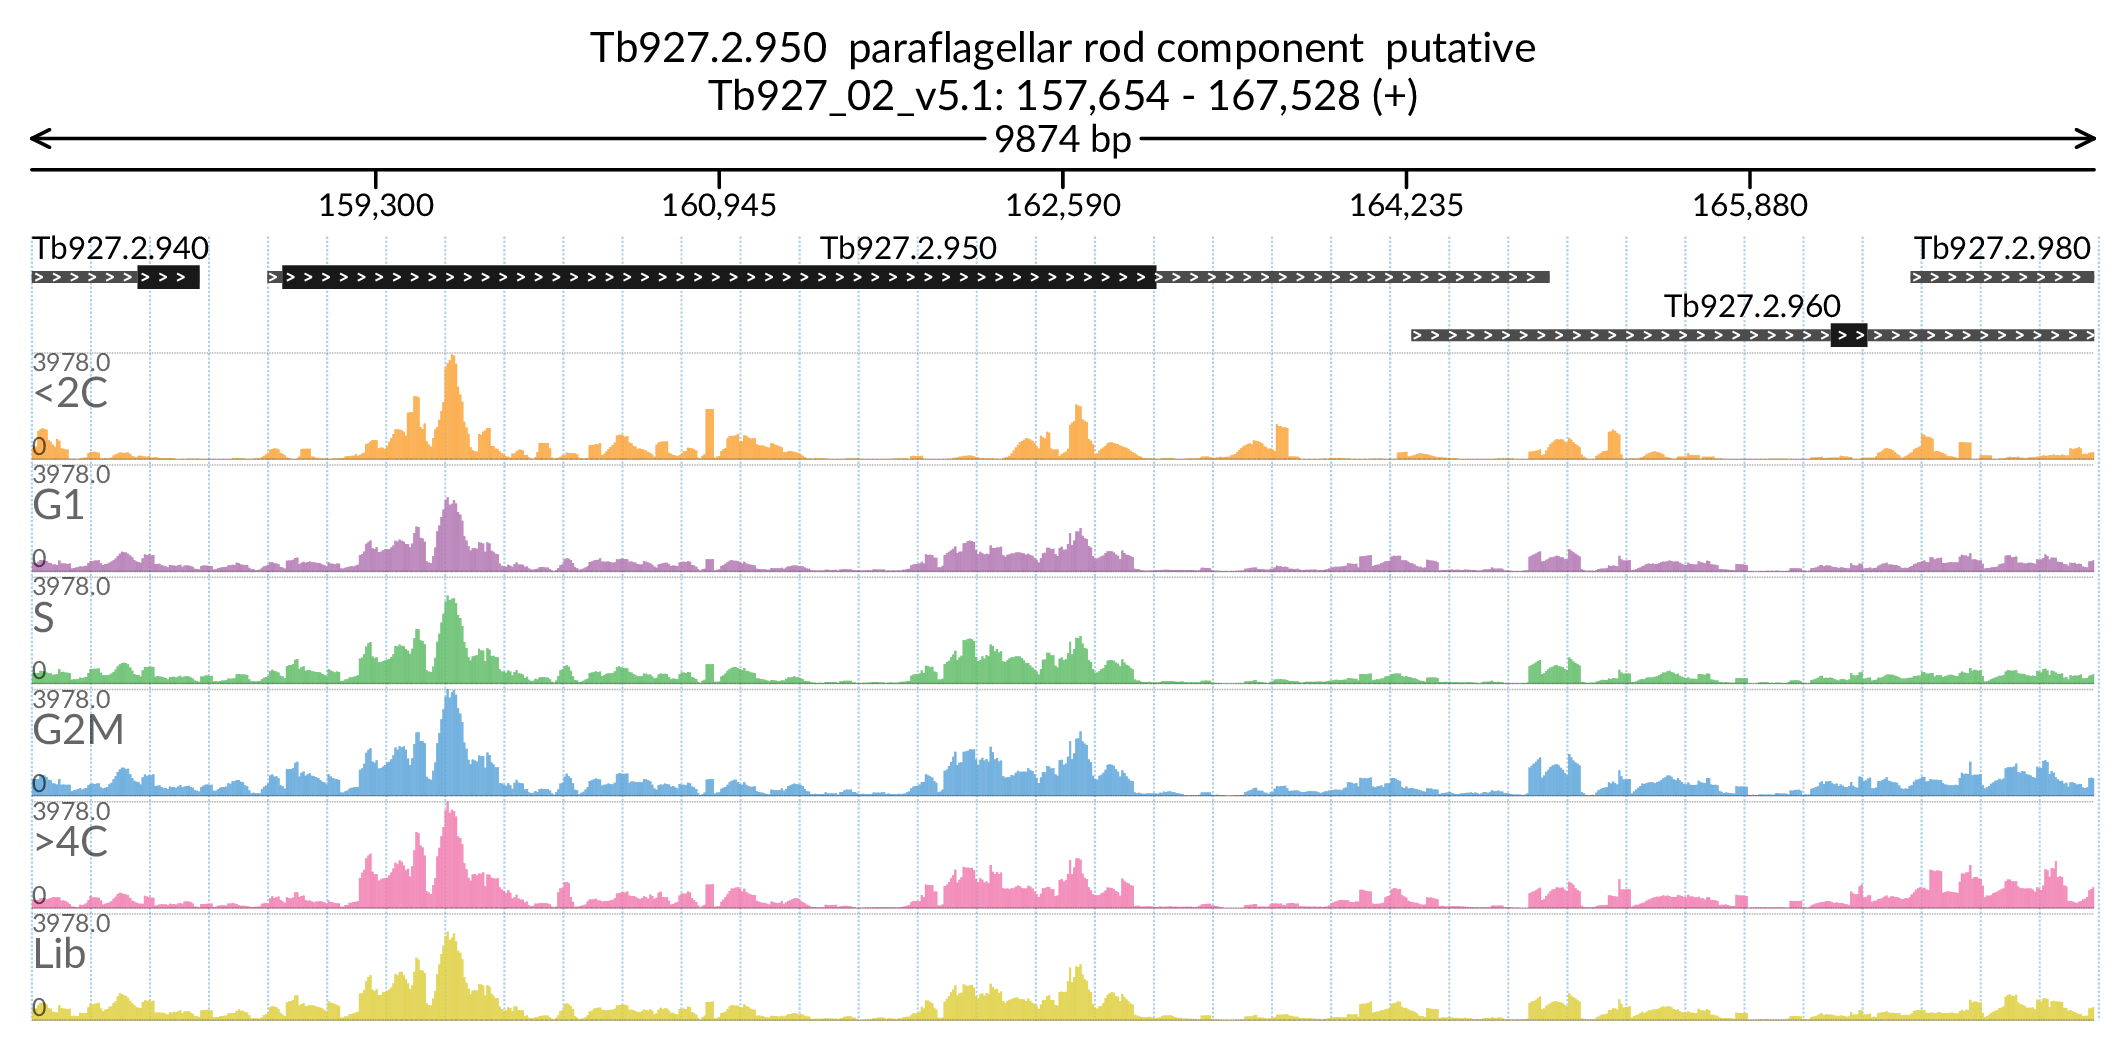 Tb927.2.950  paraflagellar rod component  putative
Tb927_02_v5.1: 157,654 - 167,528 (+)
9874 bp
159,300 160,945 162,590 164,235 165,880
Tb927.2.940 Tb927.2.950 Tb927.2.980
Tb927.2.960
3978.0
<2C
0
3978.0
G1
0
3978.0
S
0
3978.0
G2M
0
3978.0
>4C
0
3978.0
Lib
0